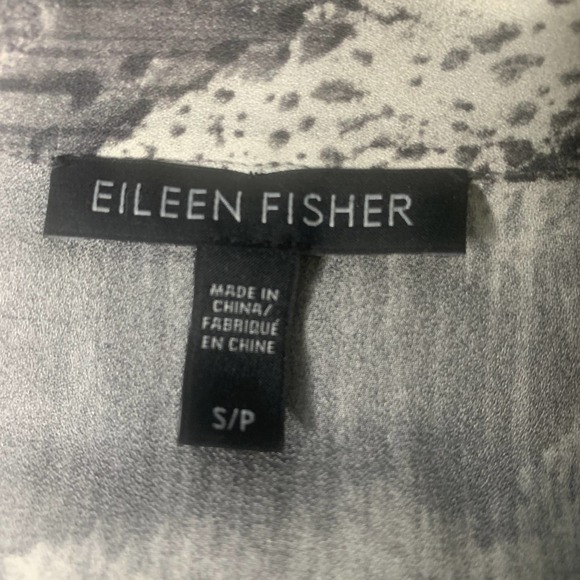 EILEEN FISHER
MADE IN
CHINA/
FABRIQUÉ
EN CHINE
S/P